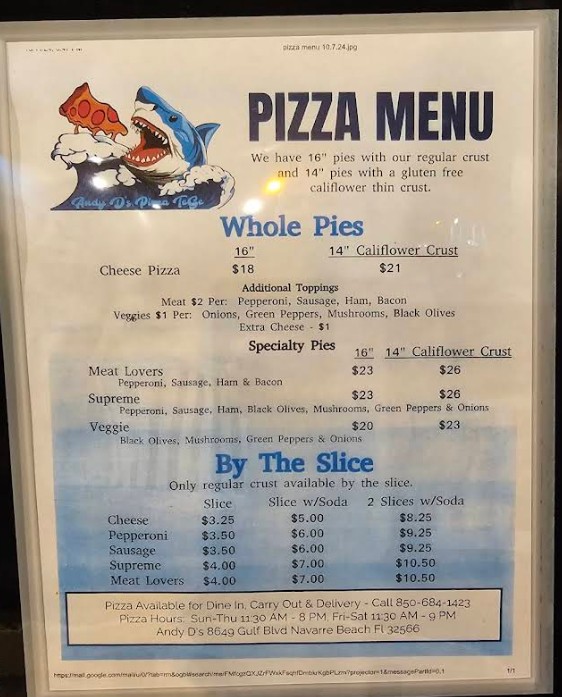 pizza menu 10.7.24.jpg
Andy D's Pizza ToGo
PIZZA MENU
We have 16" pies with our regular crust
and 14" pies with a gluten free
califlower thin crust.
Whole Pies
16" 14" Califlower Crust
Cheese Pizza $18 $21
Additional Toppings
Meat $2 Per: Pepperoni, Sausage, Ham, Bacon
Veggies $1 Per: Onions, Green Peppers, Mushrooms, Black Olives
Extra Cheese - $1
Specialty Pies 16" 14" Califlower Crust
Meat Lovers $23 $26
Pepperoni, Sausage, Ham & Bacon
Supreme $23 $26
Pepperoni, Sausage, Ham, Black Olives, Mushrooms, Green Peppers & Onions
Veggie $20 $23
Black Olives, Mushrooms, Green Peppers & Onions
By The Slice
Only regular crust available by the slice.
Slice Slice w/Soda 2 Slices w/Soda
Cheese $3.25 $5.00 $8.25
Pepperoni $3.50 $6.00 $9.25
Sausage $3.50 $6.00 $9.25
Supreme $4.00 $7.00 $10.50
Meat Lovers $4.00 $7.00 $10.50
Pizza Available for Dine In, Carry Out & Delivery - Call 850-684-1423
Pizza Hours: Sun-Thu 11:30 AM - 8 PM, Fri-Sat 11:30 AM - 9 PM
Andy D's 8649 Gulf Blvd Navarre Beach Fl 32566
1/1